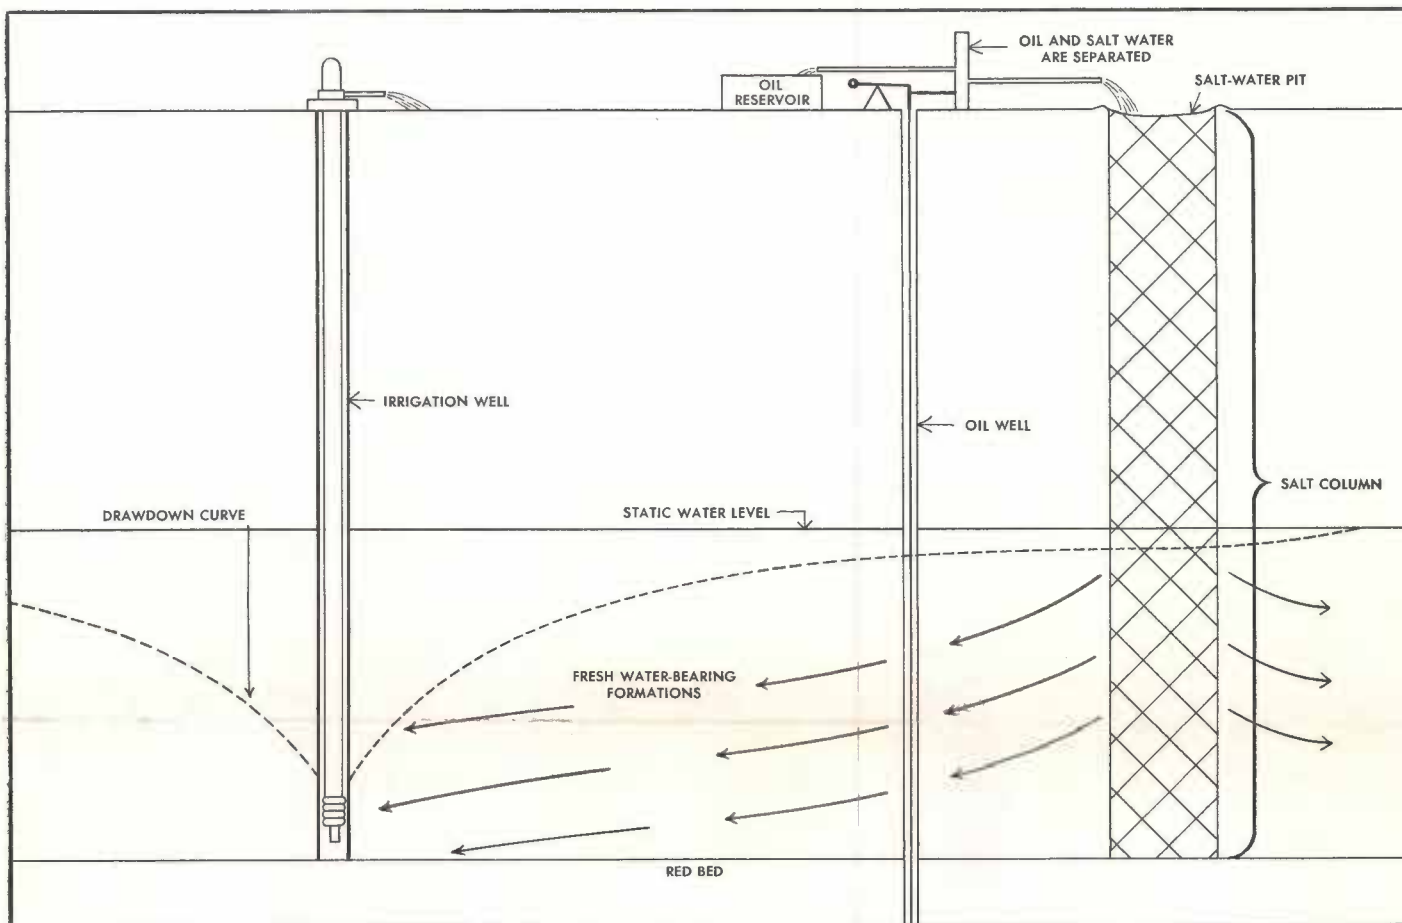 OIL AND SALT WATER
ARE SEPARATED
SALT-WATER PIT
OIL
RESERVOIR
IRRIGATION WELL
OIL WELL
SALT COLUMN
DRAWDOWN CURVE
STATIC WATER LEVEL
FRESH WATER-BEARING
FORMATIONS
RED BED